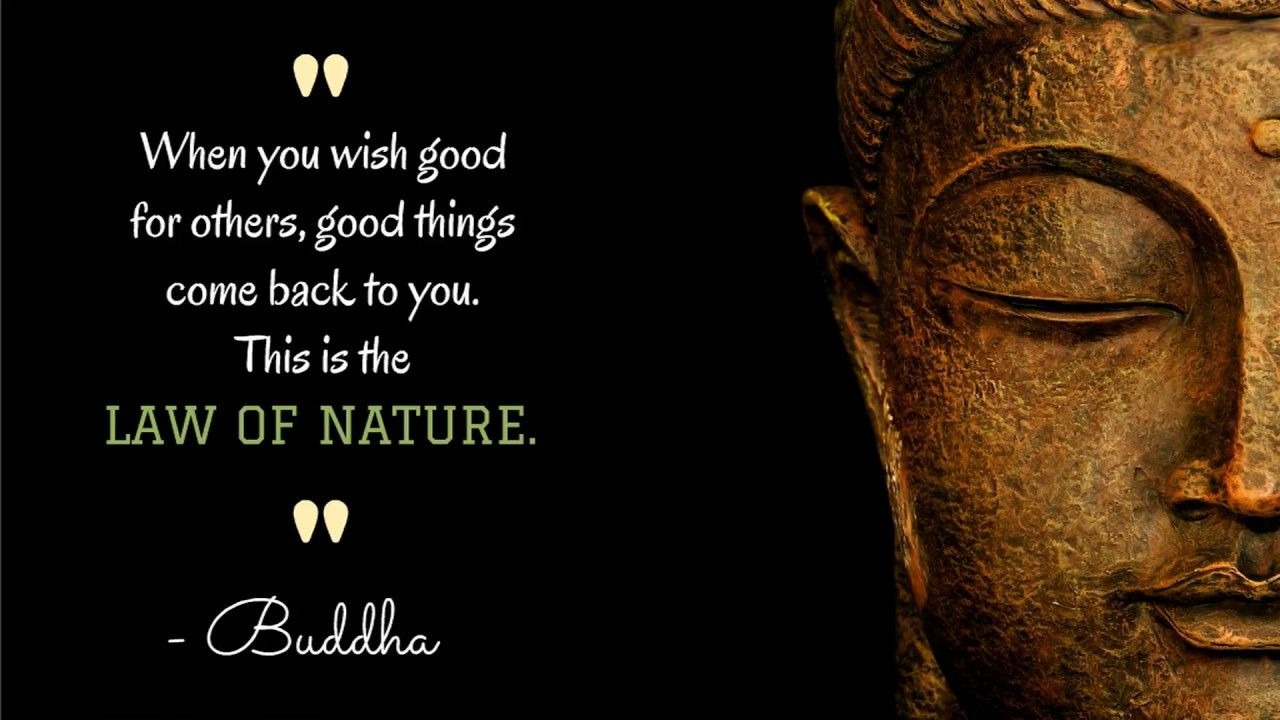 "
When you wish good
for others, good things
come back to you.
This is the
LAW OF NATURE.
"
- Buddha